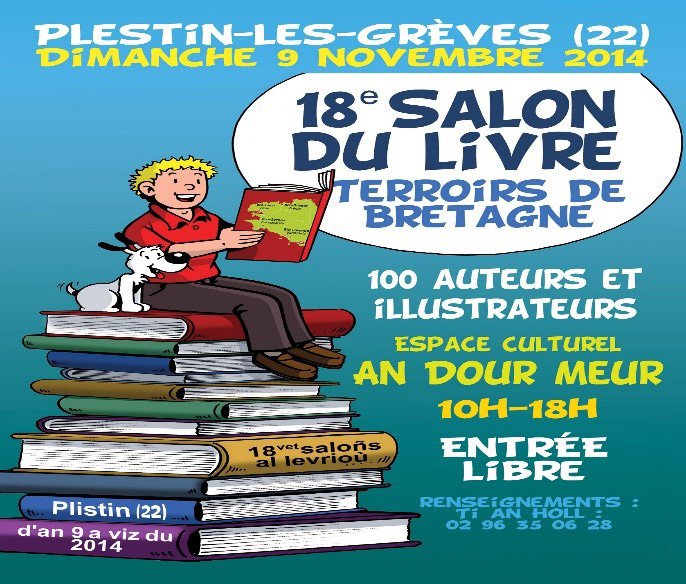 PLESTiN-LES-GRÈVES (22)
DiMANCHE 9 NOVEMBRE 2014
18e SALON
DU LiVRE
TERROiRS DE
BRETAGNE
100 AUTEURS ET
iLLUSTRATEURS
ESPACE CULTUREL
AN DOUR MEUR
10H-18H
ENTRÉE
LiBRE
RENSEiGNEMENTS :
Ti AN HOLL :
02 96 35 06 28
18vet saloñs
al levrioù
Plistin (22)
d'an 9 a viz du
2014